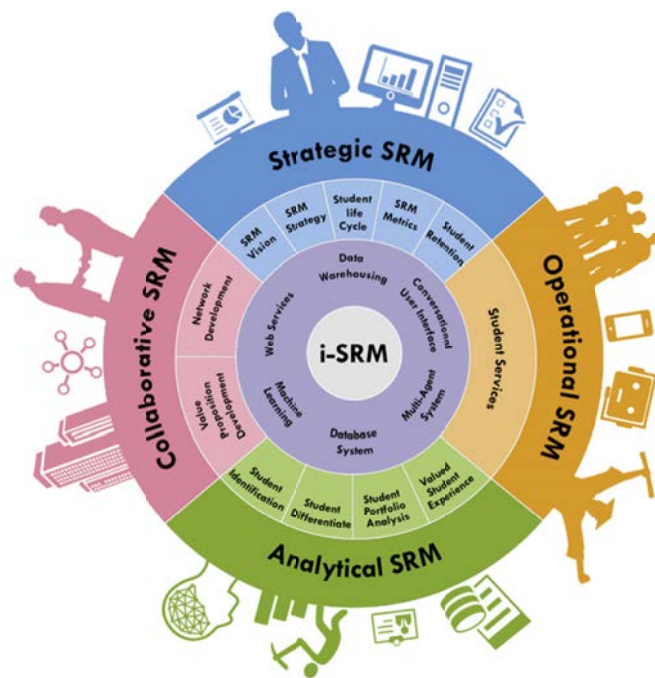 Strategic SRM
SRM
Vision
SRM
Strategy
Student
life
Cycle
SRM
Metrics
Student
Retention
Operational SRM
Student Services
Analytical SRM
Student
Identification
Student
Differentiate
Student
Portfolio
Analysis
Valued
Student
Experience
Collaborative SRM
Network
Development
Value
Proposition
Development
Data
Warehousing
Conversational
User Interface
Multi-Agent
System
Database
System
Machine
Learning
Web Services
i-SRM